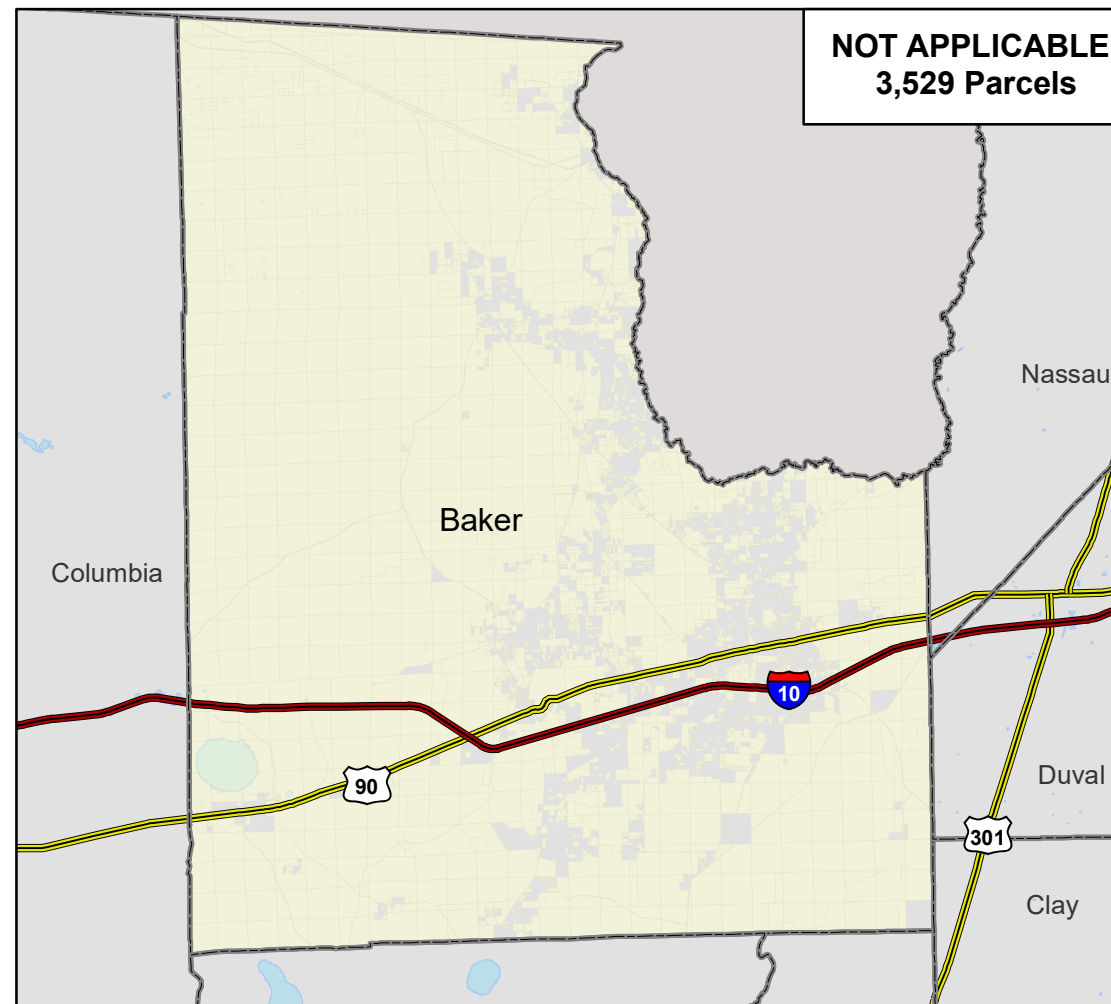 NOT APPLICABLE
3,529 Parcels
Nassau
Baker
Columbia
10
90
Duval
301
Clay